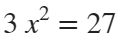 3 x² = 27